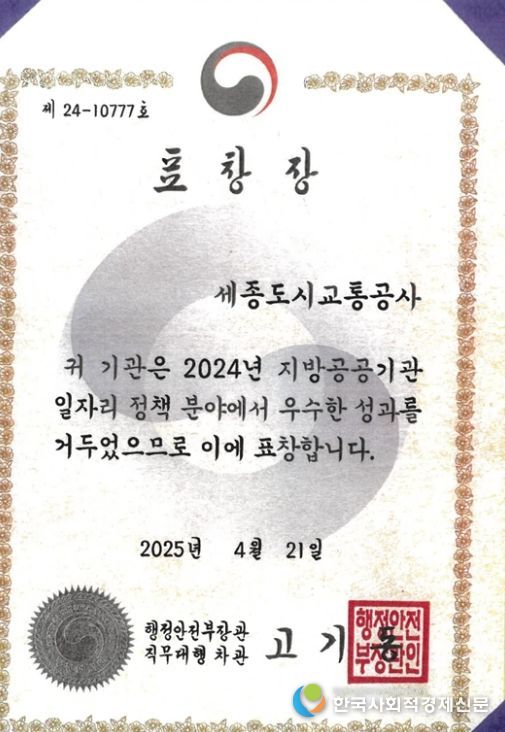 제 24-10777호
표창장
세종도시교통공사
귀 기관은 2024년 지방공공기관
일자리 정책 분야에서 우수한 성과를
거두었으므로 이에 표창합니다.
2025년 4월 21일
행정안전부장관
직무대행 차관 고기동
행정안전
부장관인
한국사회적경제신문